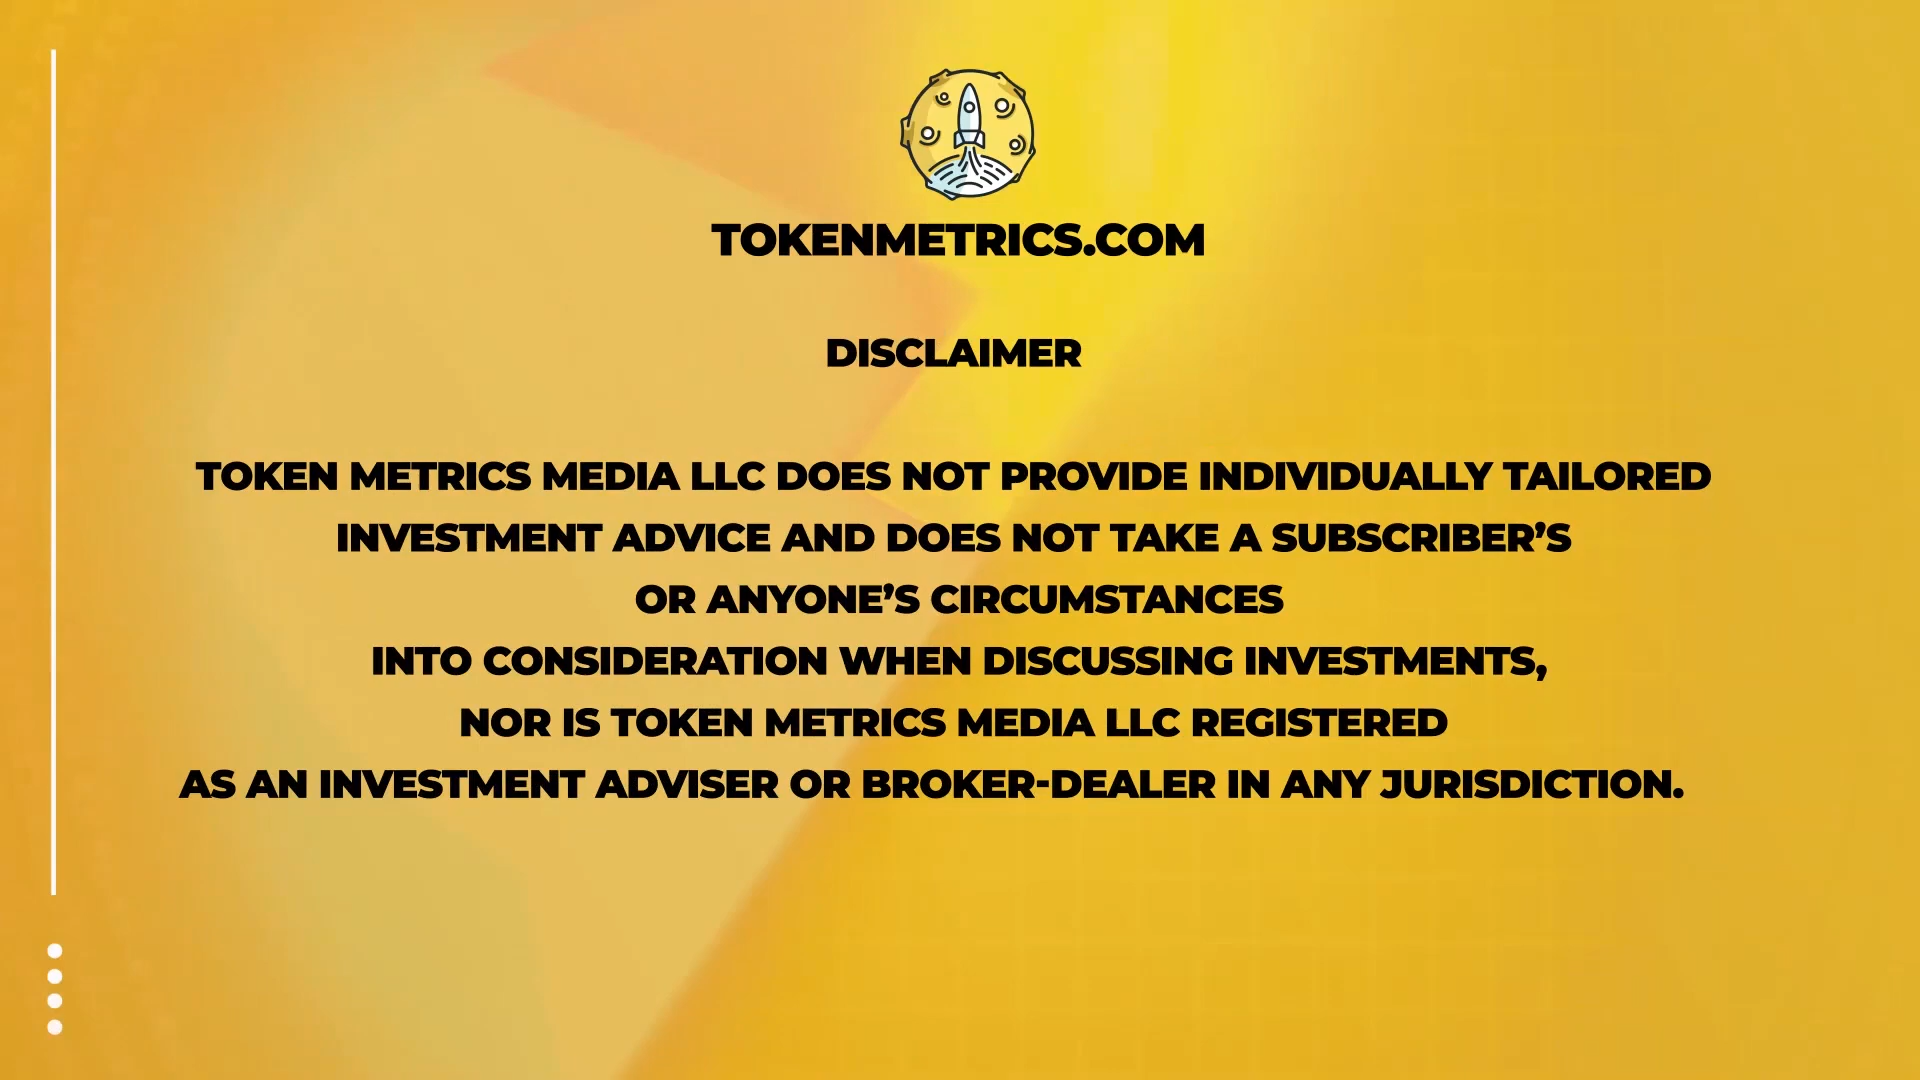 TOKENMETRICS.COM
DISCLAIMER
TOKEN METRICS MEDIA LLC DOES NOT PROVIDE INDIVIDUALLY TAILORED
INVESTMENT ADVICE AND DOES NOT TAKE A SUBSCRIBER’S
OR ANYONE’S CIRCUMSTANCES
INTO CONSIDERATION WHEN DISCUSSING INVESTMENTS,
NOR IS TOKEN METRICS MEDIA LLC REGISTERED
AS AN INVESTMENT ADVISER OR BROKER-DEALER IN ANY JURISDICTION.